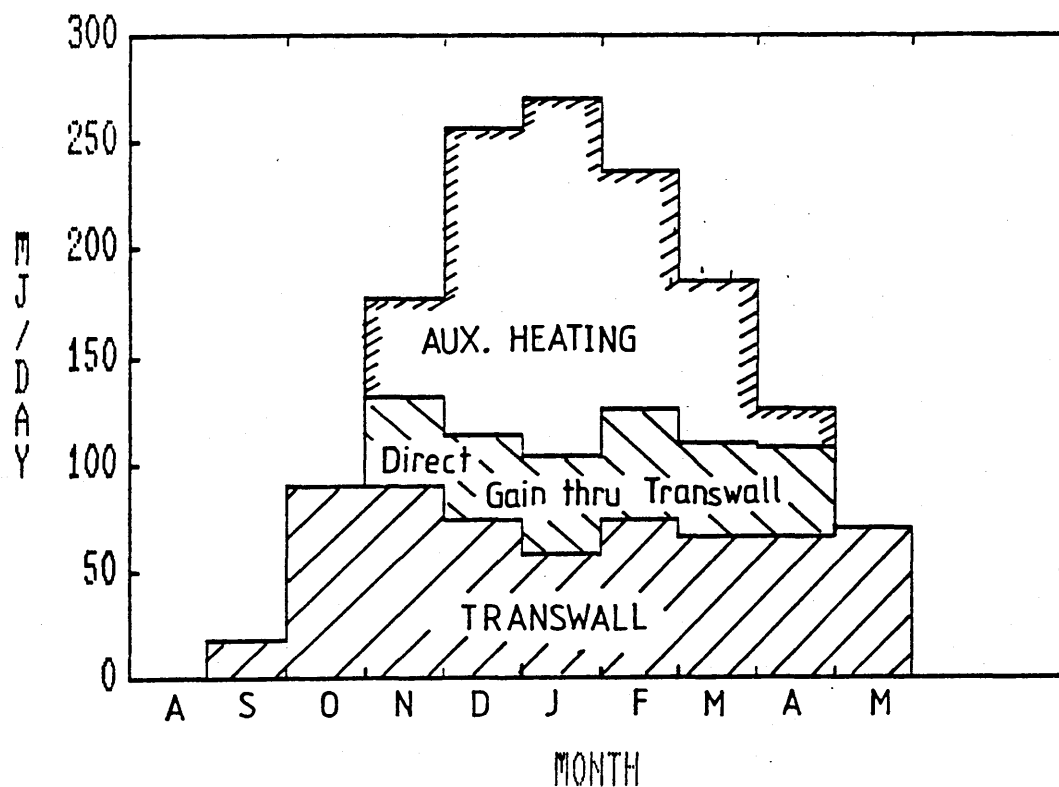 300
250
200
150
100
50
0
MJ/DAY
AUX. HEATING
Direct
Gain thru Transwall
TRANSWALL
A S O N D J F M A M
MONTH